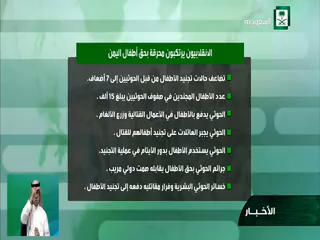 السعودية
الانقلابيون يرتكبون محرقة بحق أطفال اليمن
تضاعف حالات تجنيد الأطفال من قبل الحوثيين إلى 7 أضعاف.
عدد الأطفال المجندين في صفوف الحوثيين يبلغ 15 ألف .
الحوثي يدفع بالأطفال في الأعمال القتالية وزرع الألغام .
الحوثي يجبر العائلات على تجنيد أطفالهم للقتال .
الحوثي يستخدم الأطفال بدور الأيتام في عملية التجنيد.
جرائم الحوثي بحق الأطفال يقابله صمت دولي مريب .
خسائر الحوثي البشرية وفرار مقاتليه دفعه إلى تجنيد الأطفال .
الأخبار